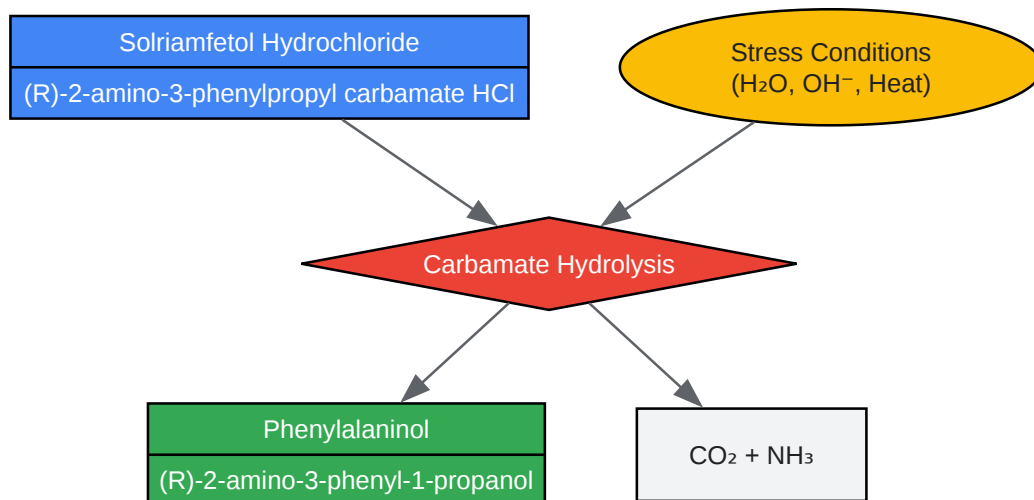 Solriamfetol Hydrochloride
(R)-2-amino-3-phenylpropyl carbamate HCl
Stress Conditions
(H₂O, OH⁻, Heat)
Carbamate Hydrolysis
Phenylalaninol
(R)-2-amino-3-phenyl-1-propanol
CO₂ + NH₃